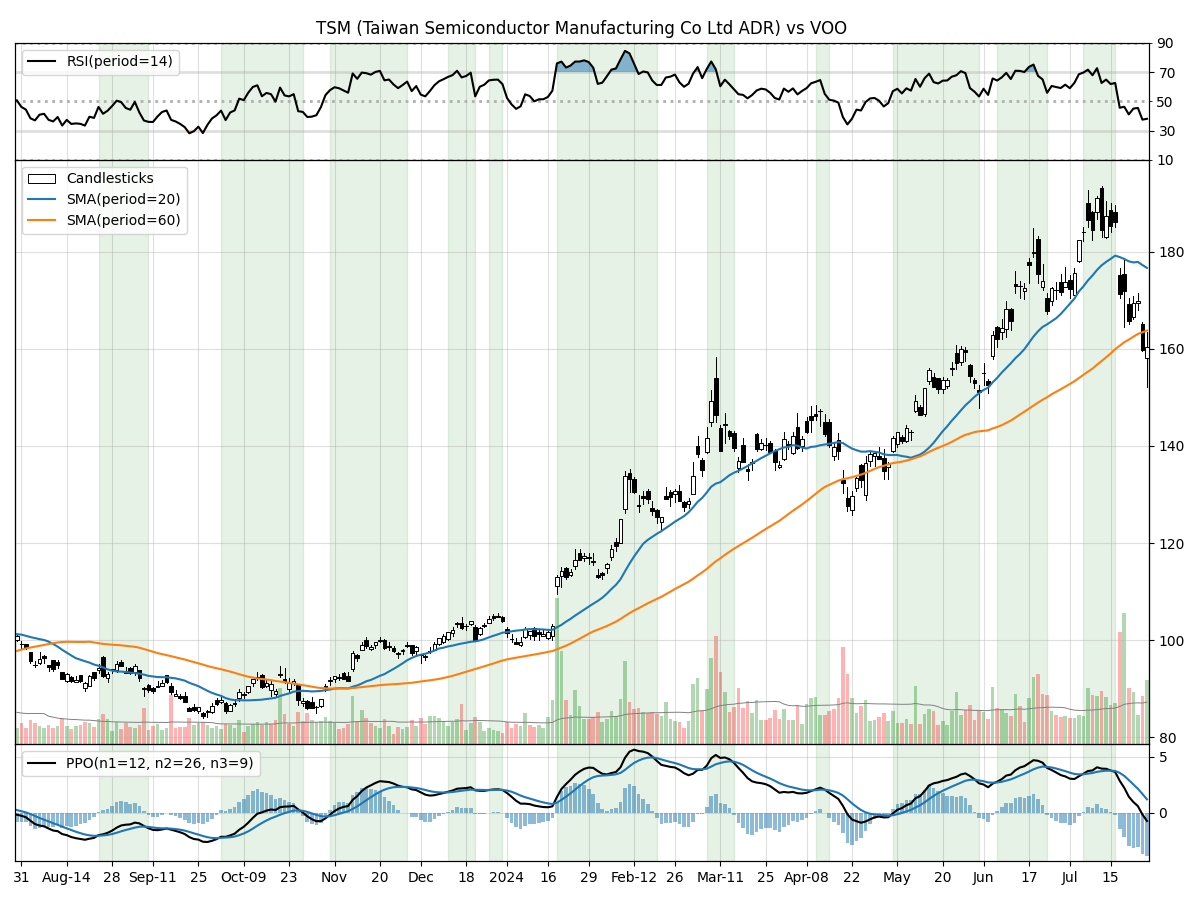 TSM (Taiwan Semiconductor Manufacturing Co Ltd ADR) vs VOO
RSI(period=14)
90
70
50
30
10
Candlesticks
SMA(period=20)
SMA(period=60)
180
160
140
120
100
80
PPO(n1=12, n2=26, n3=9)
5
0
31 Aug-14 28 Sep-11 25 Oct-09 23 Nov 20 Dec 18 2024 16 29 Feb-12 26 Mar-11 25 Apr-08 22 May 20 Jun 17 Jul 15